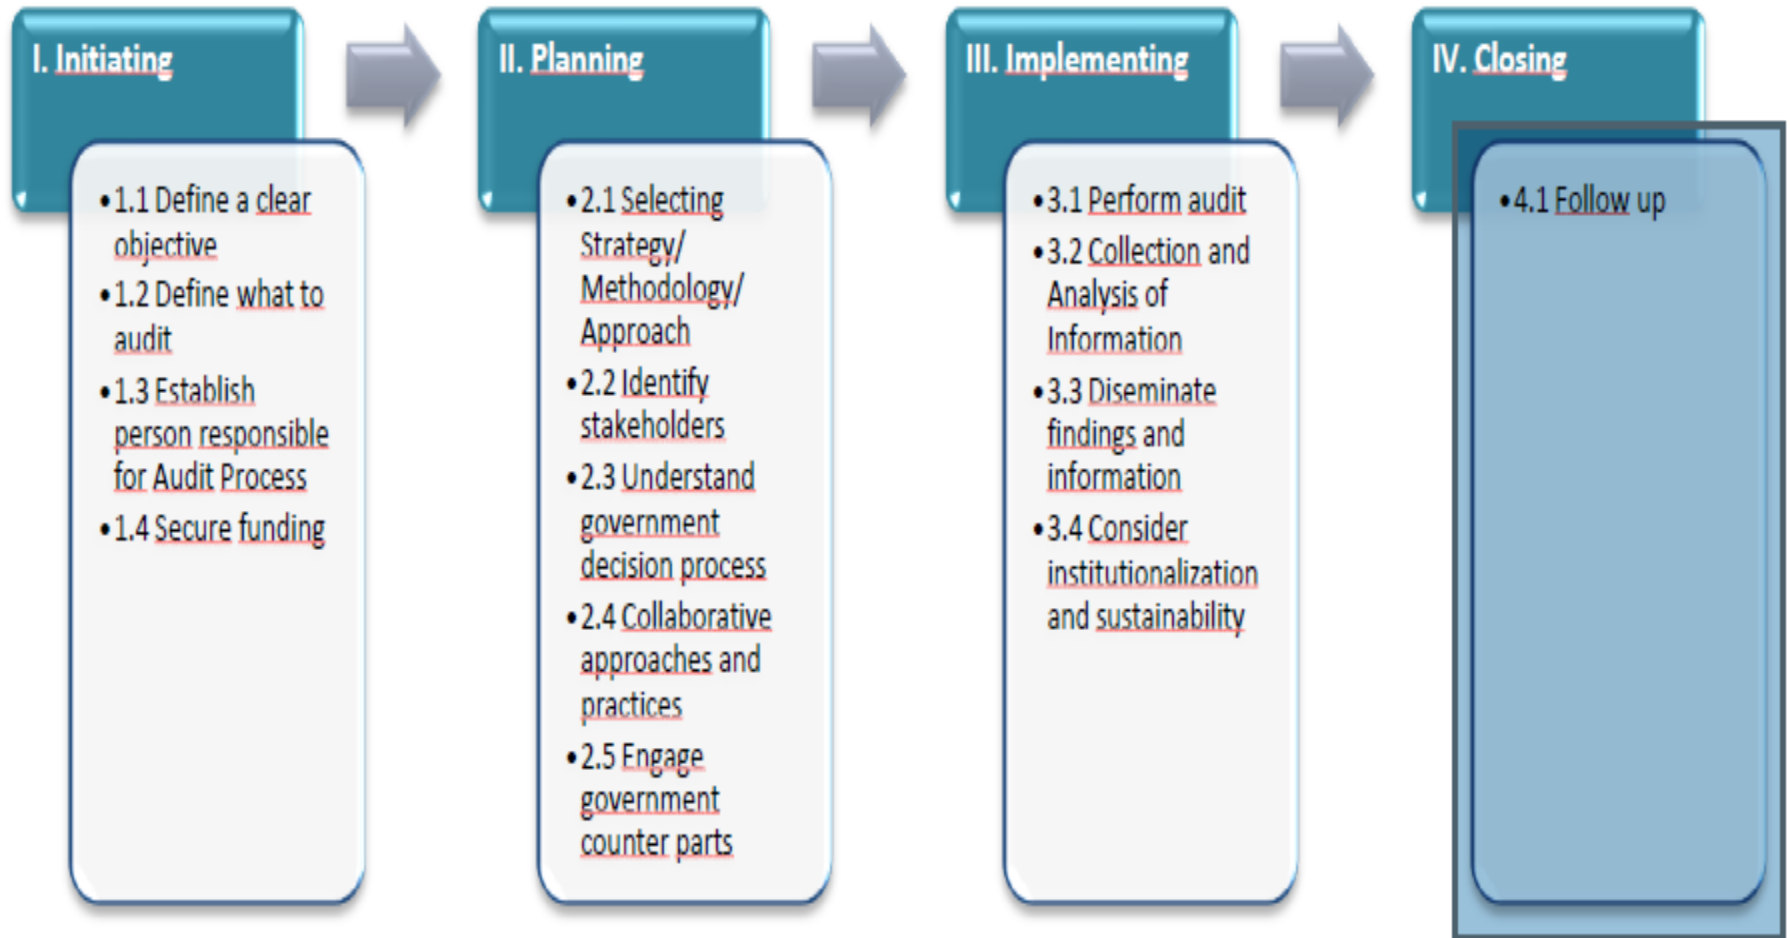 I. Initiating
•1.1 Define a clear
objective
•1.2 Define what to
audit
•1.3 Establish
person responsible
for Audit Process
•1.4 Secure funding
II. Planning
•2.1 Selecting
Strategy/
Methodology/
Approach
•2.2 Identify
stakeholders
•2.3 Understand
government
decision process
•2.4 Collaborative
approaches and
practices
•2.5 Engage
government
counter parts
III. Implementing
•3.1 Perform audit
•3.2 Collection and
Analysis of
Information
•3.3 Diseminate
findings and
information
•3.4 Consider
institutionalization
and sustainability
IV. Closing
•4.1 Follow up